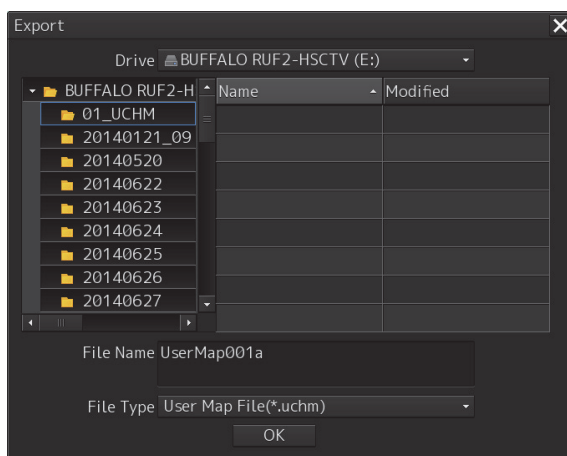 Export
Drive BUFFALO RUF2-HSCTV (E:)
BUFFALO RUF2-H Name Modified
01_UCHM
20140121_09
20140520
20140622
20140623
20140624
20140625
20140626
20140627
File Name UserMap001a
File Type User Map File(*.uchm)
OK